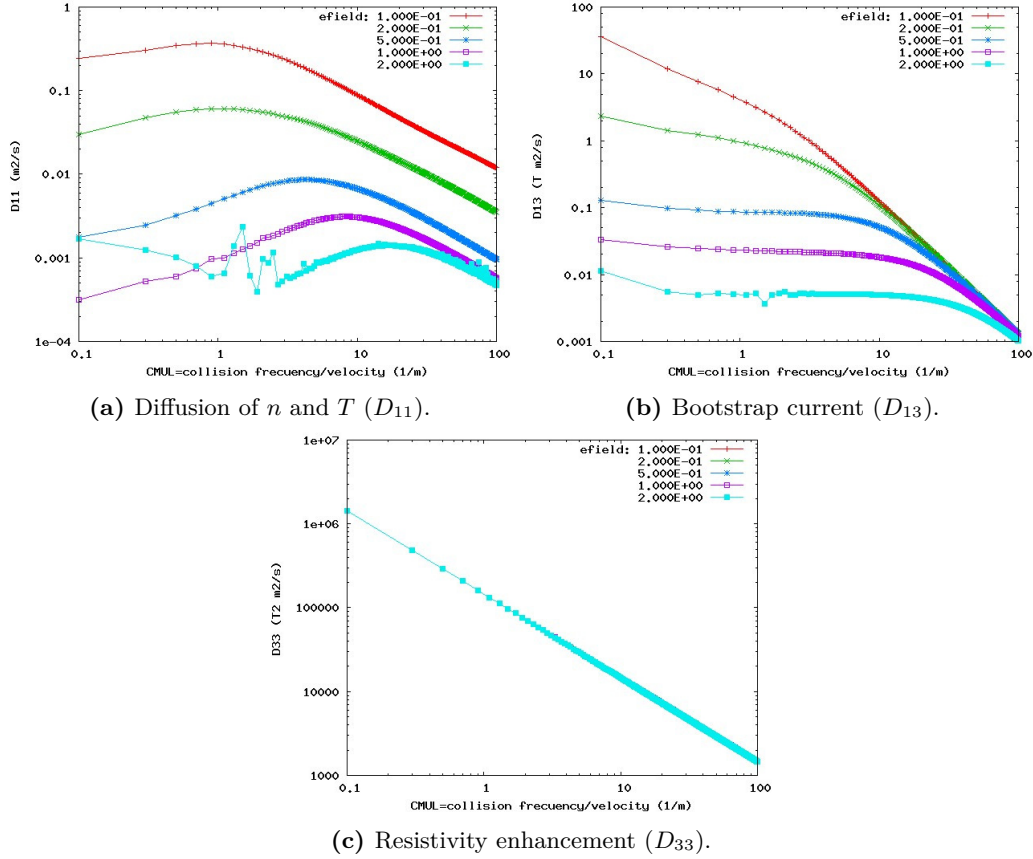 efield: 1.000E-01
2.000E-01
5.000E-01
1.000E+00
2.000E+00
1
0.1
0.01
0.001
1e-04
D11 (m2/s)
0.1 1 10 100
CMUL=collision frecuency/velocity (1/m)
(a) Diffusion of n and T (D11).
efield: 1.000E-01
2.000E-01
5.000E-01
1.000E+00
2.000E+00
100
10
1
0.1
0.01
0.001
D13 (T m2/s)
0.1 1 10 100
CMUL=collision frecuency/velocity (1/m)
(b) Bootstrap current (D13).
efield: 1.000E-01
2.000E-01
5.000E-01
1.000E+00
2.000E+00
1e+07
1e+06
100000
10000
1000
D33 (T2 m2/s)
0.1 1 10 100
CMUL=collision frecuency/velocity (1/m)
(c) Resistivity enhancement (D33).